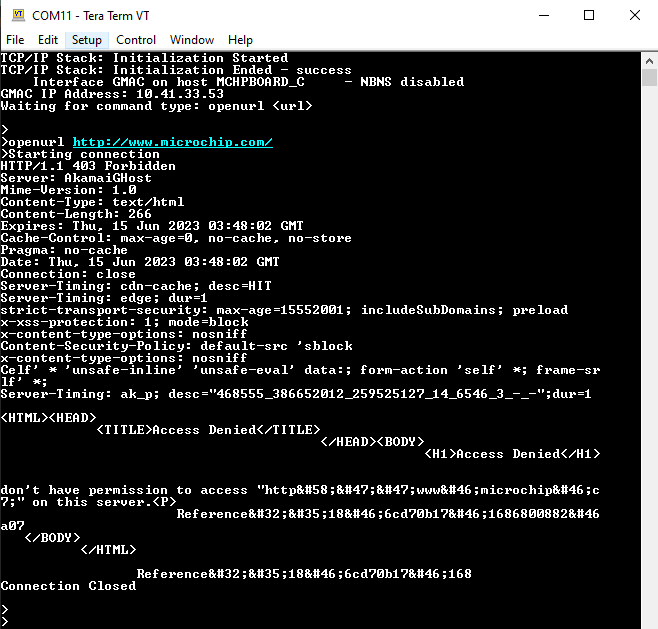 COM11 - Tera Term VT
File Edit Setup Control Window Help
TCP/IP Stack: Initialization Started
TCP/IP Stack: Initialization Ended - success
    Interface GMAC on host MCHPBOARD_C     - NBNS disabled
GMAC IP Address: 10.41.33.53
Waiting for command type: openurl <url>
>
>openurl http://www.microchip.com/
>Starting connection
HTTP/1.1 403 Forbidden
Server: AkamaiGHost
Mime-Version: 1.0
Content-Type: text/html
Content-Length: 266
Expires: Thu, 15 Jun 2023 03:48:02 GMT
Cache-Control: max-age=0, no-cache, no-store
Pragma: no-cache
Date: Thu, 15 Jun 2023 03:48:02 GMT
Connection: close
Server-Timing: cdn-cache; desc=HIT
Server-Timing: edge; dur=1
strict-transport-security: max-age=15552001; includeSubDomains; preload
x-xss-protection: 1; mode=block
x-content-type-options: nosniff
Content-Security-Policy: default-src 'sblock
x-content-type-options: nosniff
Celf' * 'unsafe-inline' 'unsafe-eval' data:; form-action 'self' *; frame-sr
lf' *;
Server-Timing: ak_p; desc="468555_386652012_259525127_14_6546_3_-_-";dur=1
<HTML><HEAD>
            <TITLE>Access Denied</TITLE>
                                        </HEAD><BODY>
                                                     <H1>Access Denied</H1>
don't have permission to access "http&#58;&#47;&#47;www&#46;microchip&#46;c
7;" on this server.<P>
                      Reference&#32;&#35;18&#46;6cd70b17&#46;1686800882&#46
a07
   </BODY>
          </HTML>
                 Reference&#32;&#35;18&#46;6cd70b17&#46;168
Connection Closed
>
>